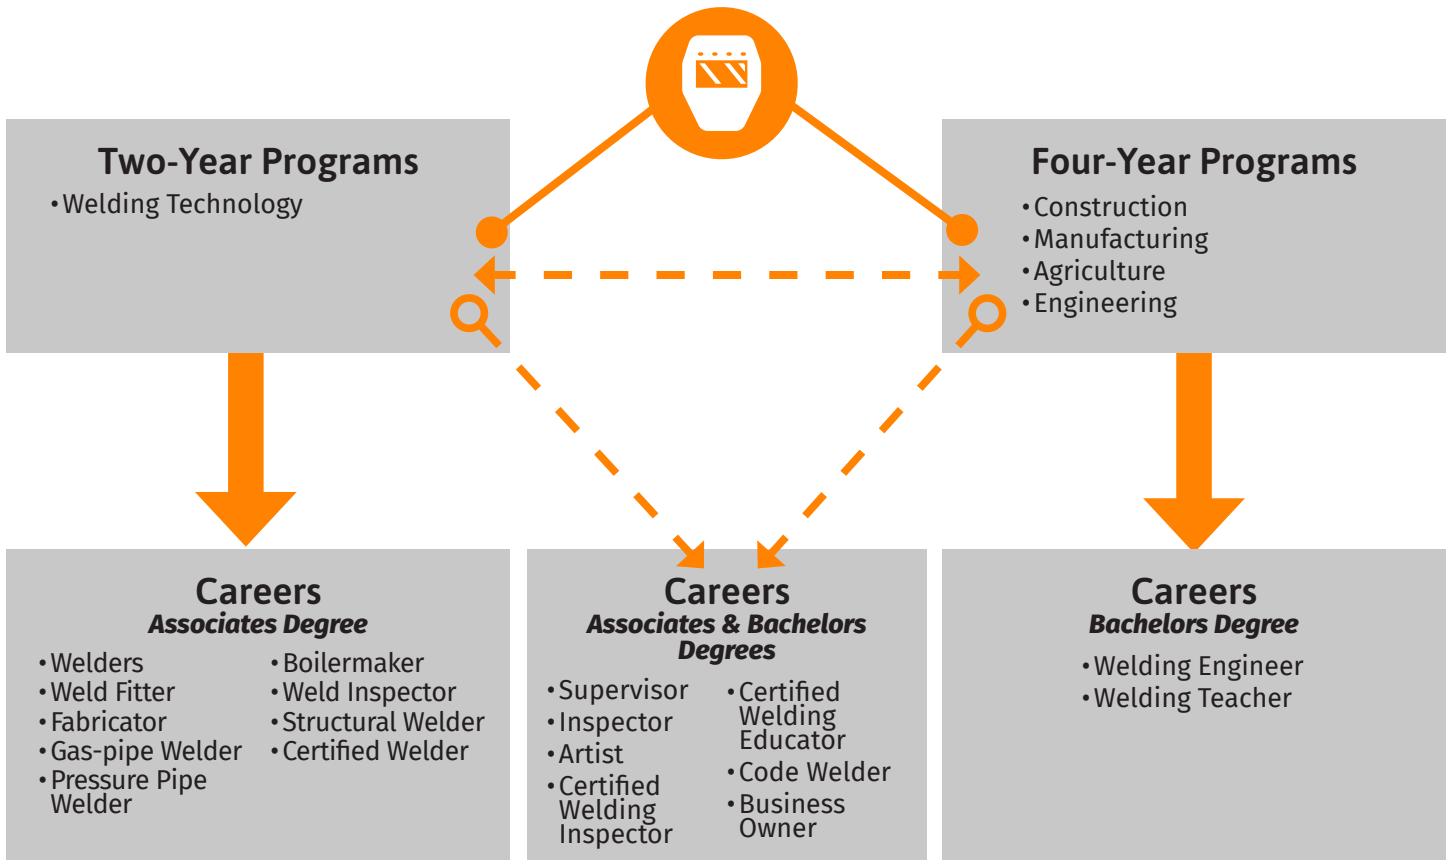 Two-Year Programs
•Welding Technology
Four-Year Programs
•Construction
•Manufacturing
•Agriculture
•Engineering
Careers
Associates Degree
•Welders
•Weld Fitter
•Fabricator
•Gas-pipe Welder
•Pressure Pipe
Welder
•Boilermaker
•Weld Inspector
•Structural Welder
•Certified Welder
Careers
Associates & Bachelors
Degrees
•Supervisor
•Inspector
•Artist
•Certified
Welding
Inspector
•Certified
Welding
Educator
•Code Welder
•Business
Owner
Careers
Bachelors Degree
•Welding Engineer
•Welding Teacher